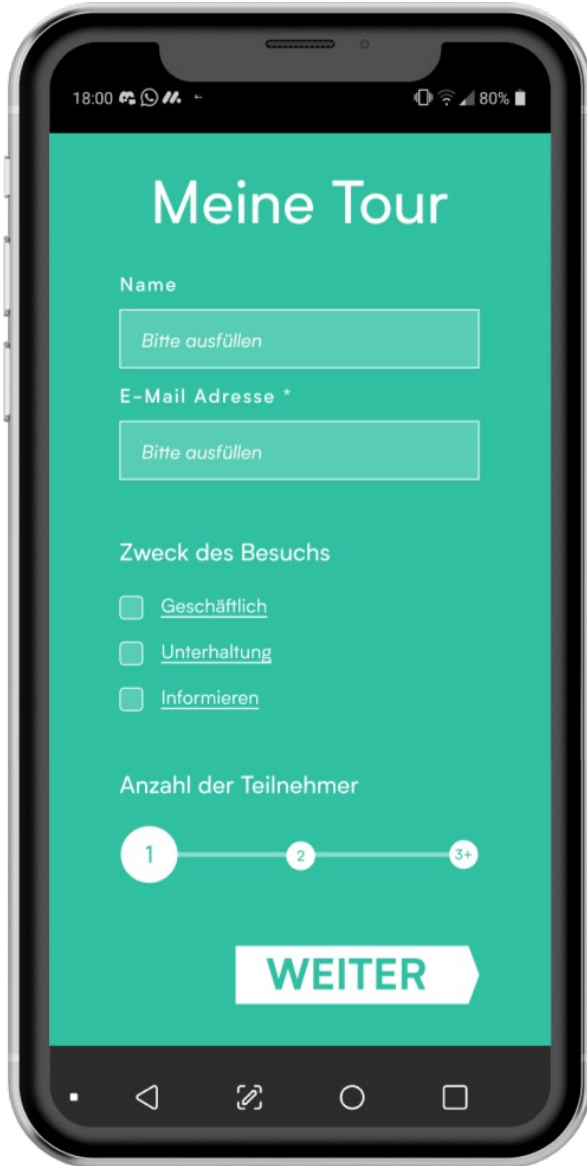 18:00
80%
Meine Tour
Name
Bitte ausfüllen
E-Mail Adresse *
Bitte ausfüllen
Zweck des Besuchs
Geschäftlich
Unterhaltung
Informieren
Anzahl der Teilnehmer
1 2 3+
WEITER